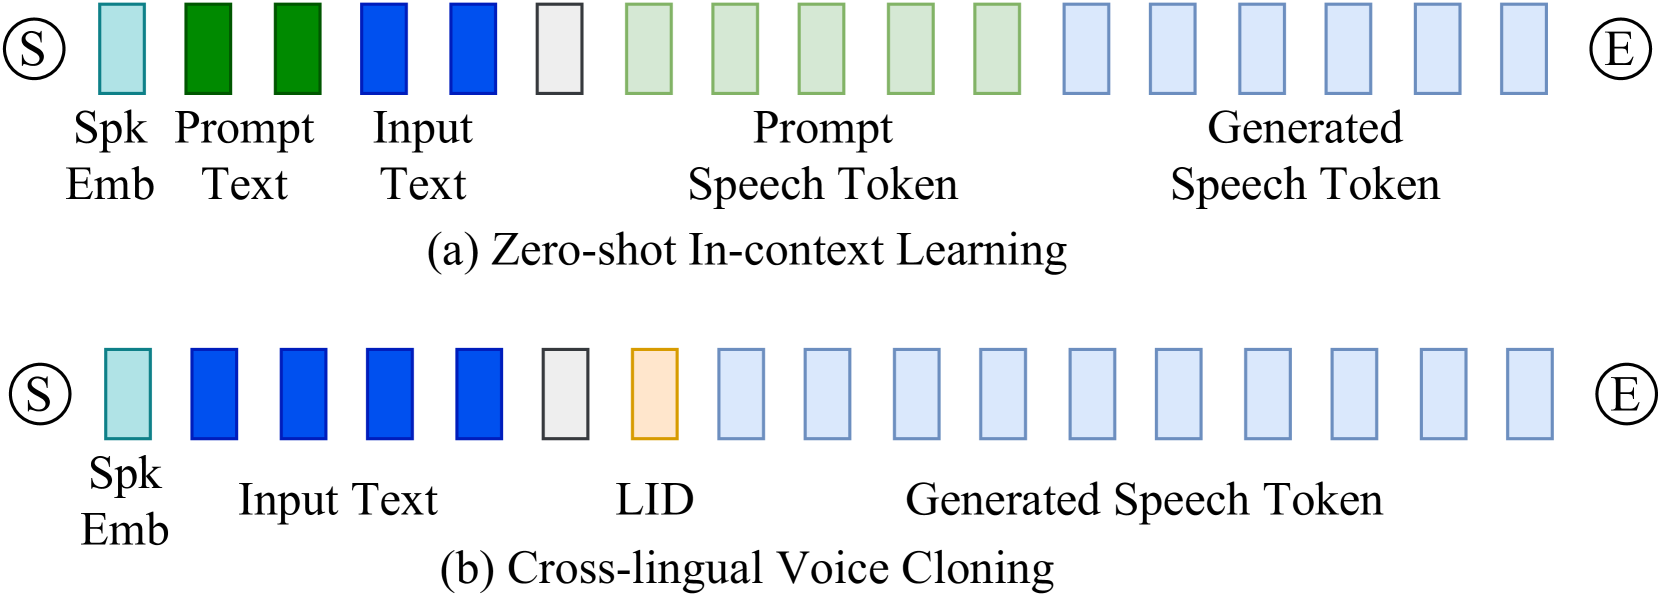 S E
Spk Prompt Input Prompt Generated
Emb Text Text Speech Token Speech Token
(a) Zero-shot In-context Learning
S E
Spk
Emb Input Text LID Generated Speech Token
(b) Cross-lingual Voice Cloning